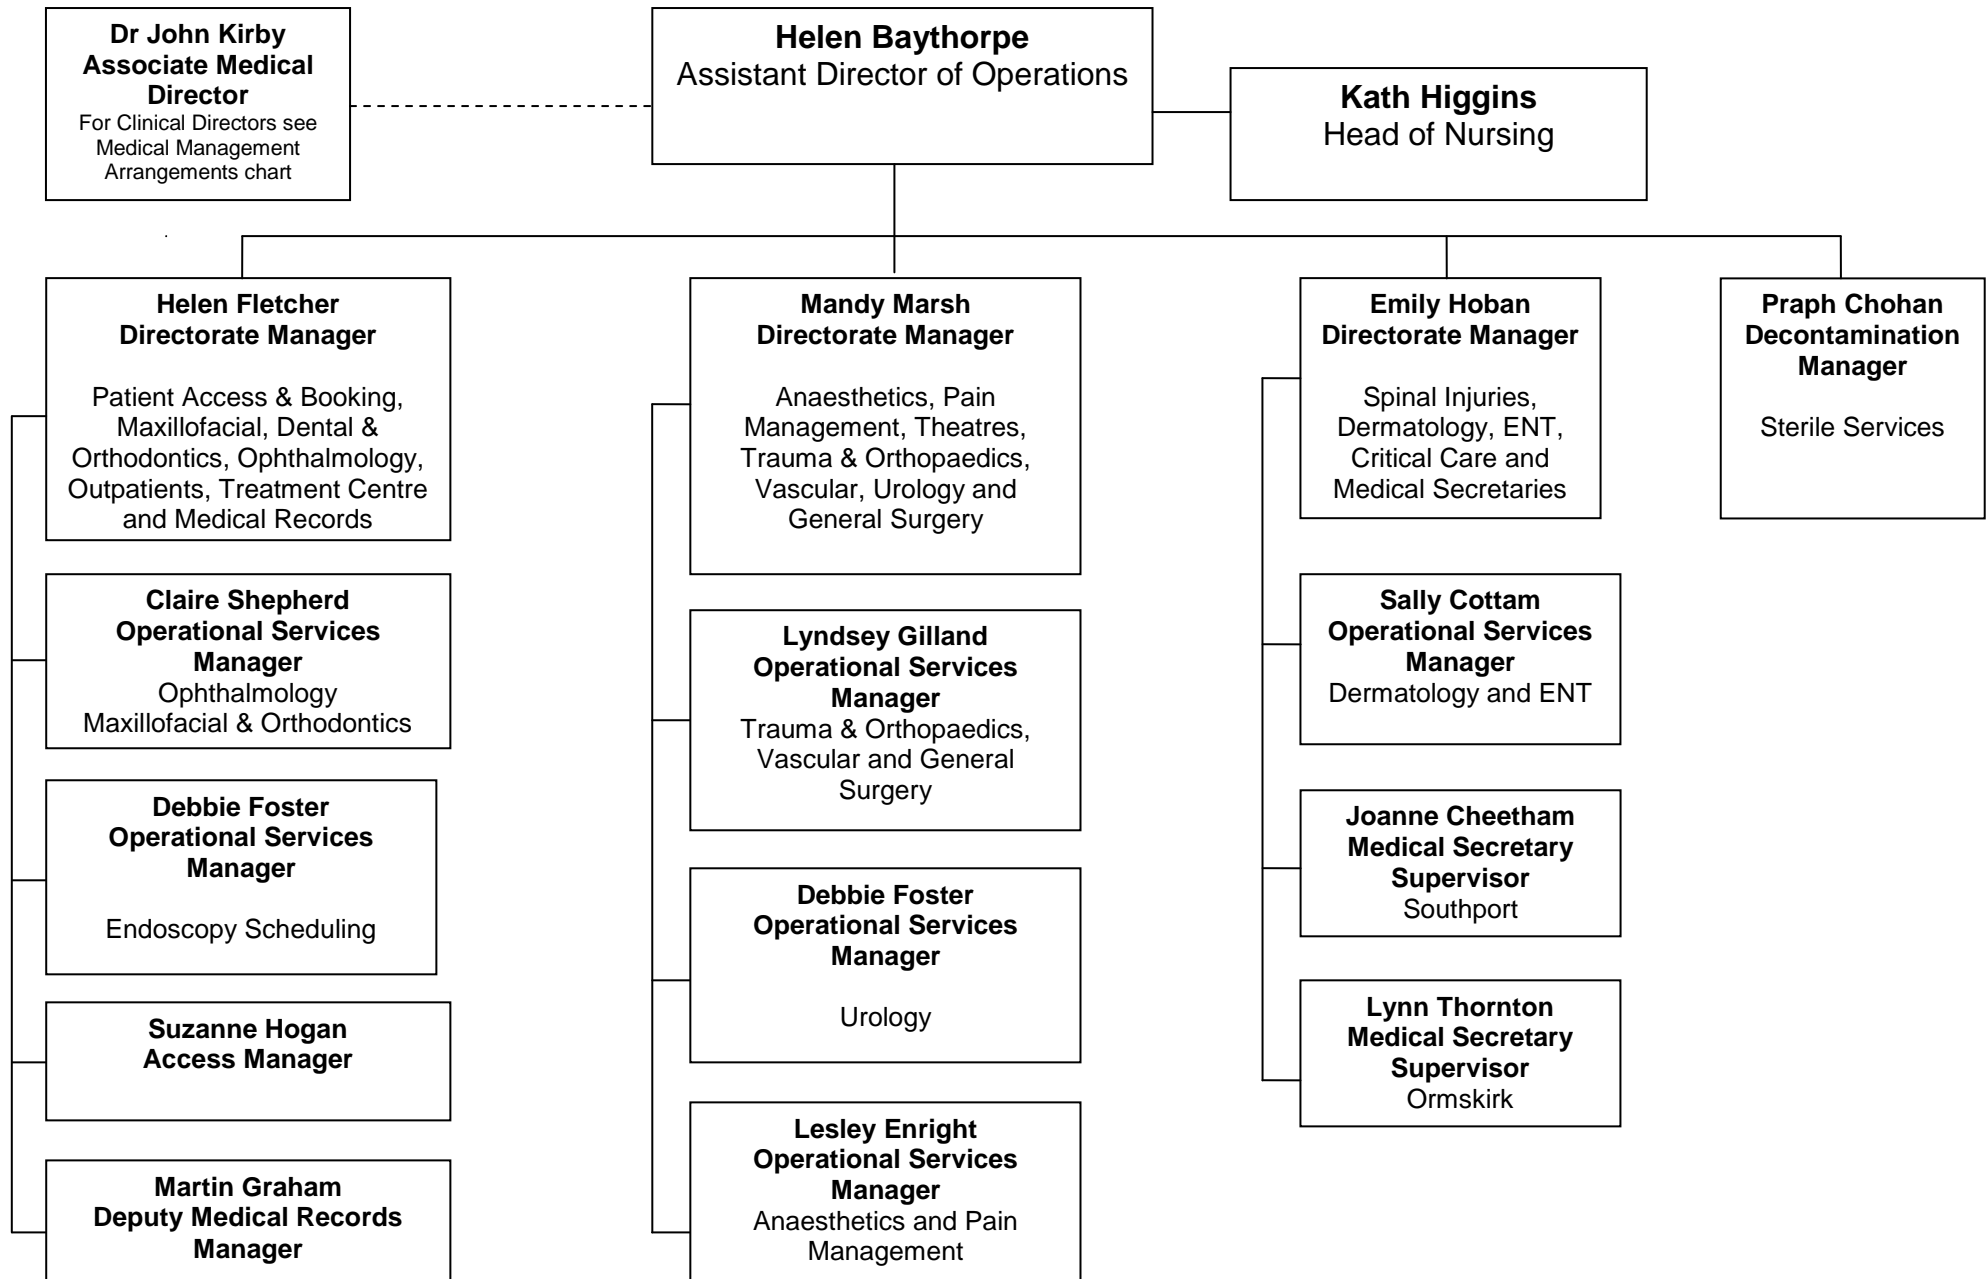 Dr John Kirby
Associate Medical
Director
For Clinical Directors see
Medical Management
Arrangements chart
Helen Baythorpe
Assistant Director of Operations
Kath Higgins
Head of Nursing
Helen Fletcher
Directorate Manager
Patient Access & Booking,
Maxillofacial, Dental &
Orthodontics, Ophthalmology,
Outpatients, Treatment Centre
and Medical Records
Claire Shepherd
Operational Services
Manager
Ophthalmology
Maxillofacial & Orthodontics
Debbie Foster
Operational Services
Manager
Endoscopy Scheduling
Suzanne Hogan
Access Manager
Martin Graham
Deputy Medical Records
Manager
Mandy Marsh
Directorate Manager
Anaesthetics, Pain
Management, Theatres,
Trauma & Orthopaedics,
Vascular, Urology and
General Surgery
Lyndsey Gilland
Operational Services
Manager
Trauma & Orthopaedics,
Vascular and General
Surgery
Debbie Foster
Operational Services
Manager
Urology
Lesley Enright
Operational Services
Manager
Anaesthetics and Pain
Management
Emily Hoban
Directorate Manager
Spinal Injuries,
Dermatology, ENT,
Critical Care and
Medical Secretaries
Sally Cottam
Operational Services
Manager
Dermatology and ENT
Joanne Cheetham
Medical Secretary
Supervisor
Southport
Lynn Thornton
Medical Secretary
Supervisor
Ormskirk
Praph Chohan
Decontamination
Manager
Sterile Services